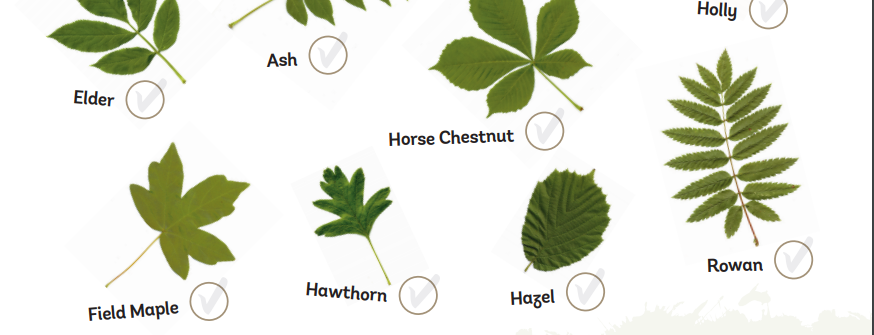 Holly
Ash
Elder
Horse Chestnut
Rowan
Hawthorn
Hazel
Field Maple